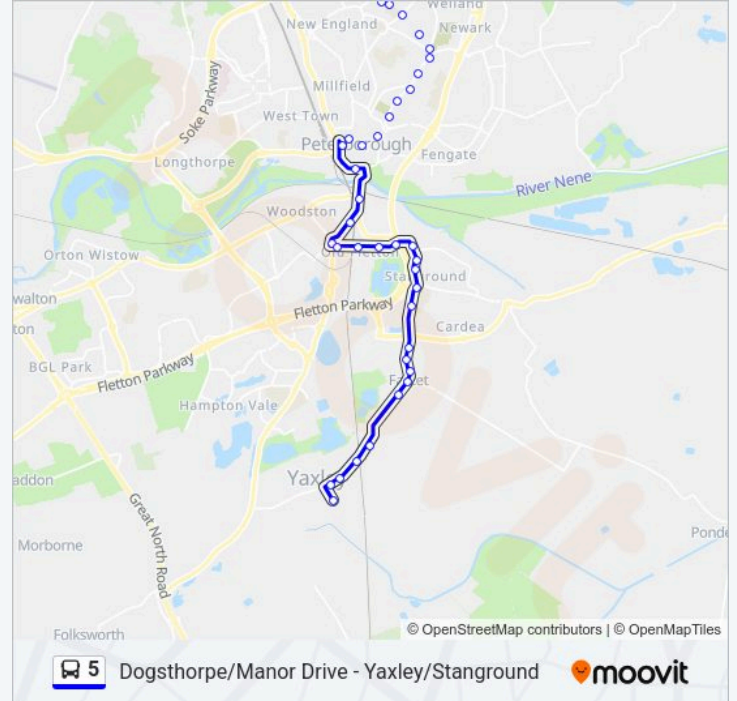 Welland
New England
Newark
Soke Parkway
Millfield
West Town
Peterborough
Longthorpe
Fengate
River Nene
Woodston
Orton Wistow
Old Fletton
Stanground
walton
ton
Fletton Parkway
Cardea
BGL Park
Fletton Parkway
Farcet
Hampton Vale
Yaxley
addon
Great North Road
Morborne
Ponde
Folksworth
© OpenStreetMap contributors | © OpenMapTiles
5 Dogsthorpe/Manor Drive - Yaxley/Stanground
moovit